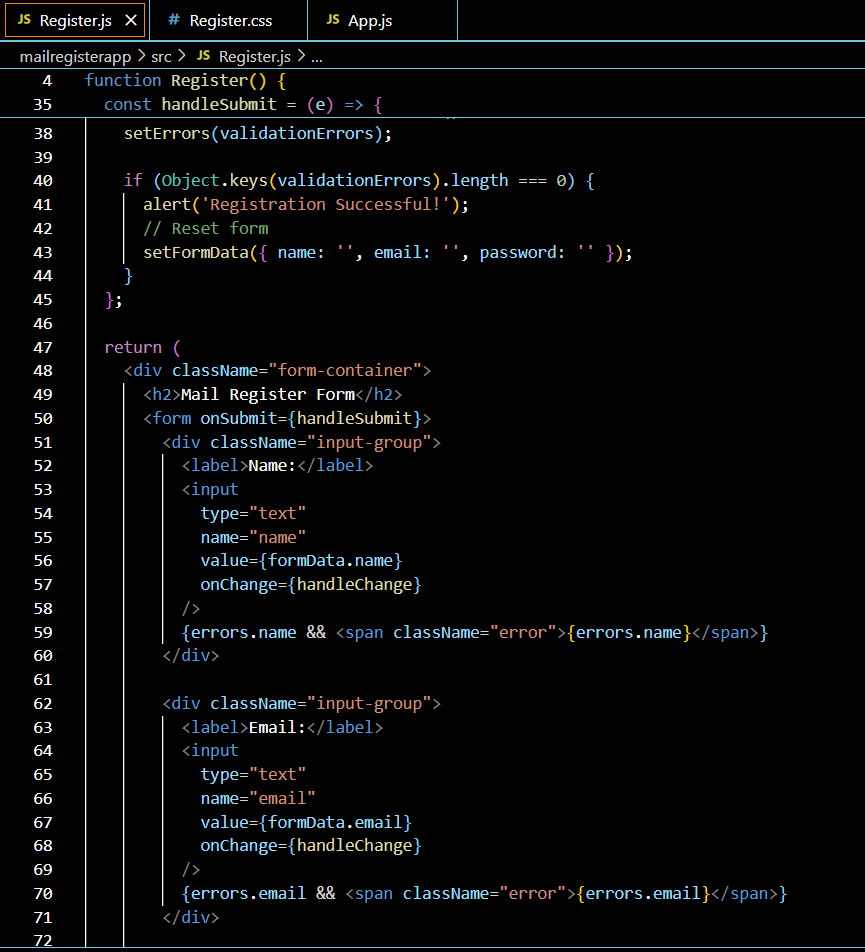 JS Register.js ×
# Register.css
JS App.js
mailregisterapp > src > JS Register.js > ...
4 function Register() {
35 const handleSubmit = (e) => {
38 setErrors(validationErrors);
39
40 if (Object.keys(validationErrors).length === 0) {
41 alert('Registration Successful!');
42 // Reset form
43 setFormData({ name: '', email: '', password: '' });
44 }
45 };
46
47 return (
48 <div className="form-container">
49 <h2>Mail Register Form</h2>
50 <form onSubmit={handleSubmit}>
51 <div className="input-group">
52 <label>Name:</label>
53 <input
54 type="text"
55 name="name"
56 value={formData.name}
57 onChange={handleChange}
58 />
59 {errors.name && <span className="error">{errors.name}</span>}
60 </div>
61
62 <div className="input-group">
63 <label>Email:</label>
64 <input
65 type="text"
66 name="email"
67 value={formData.email}
68 onChange={handleChange}
69 />
70 {errors.email && <span className="error">{errors.email}</span>}
71 </div>
72